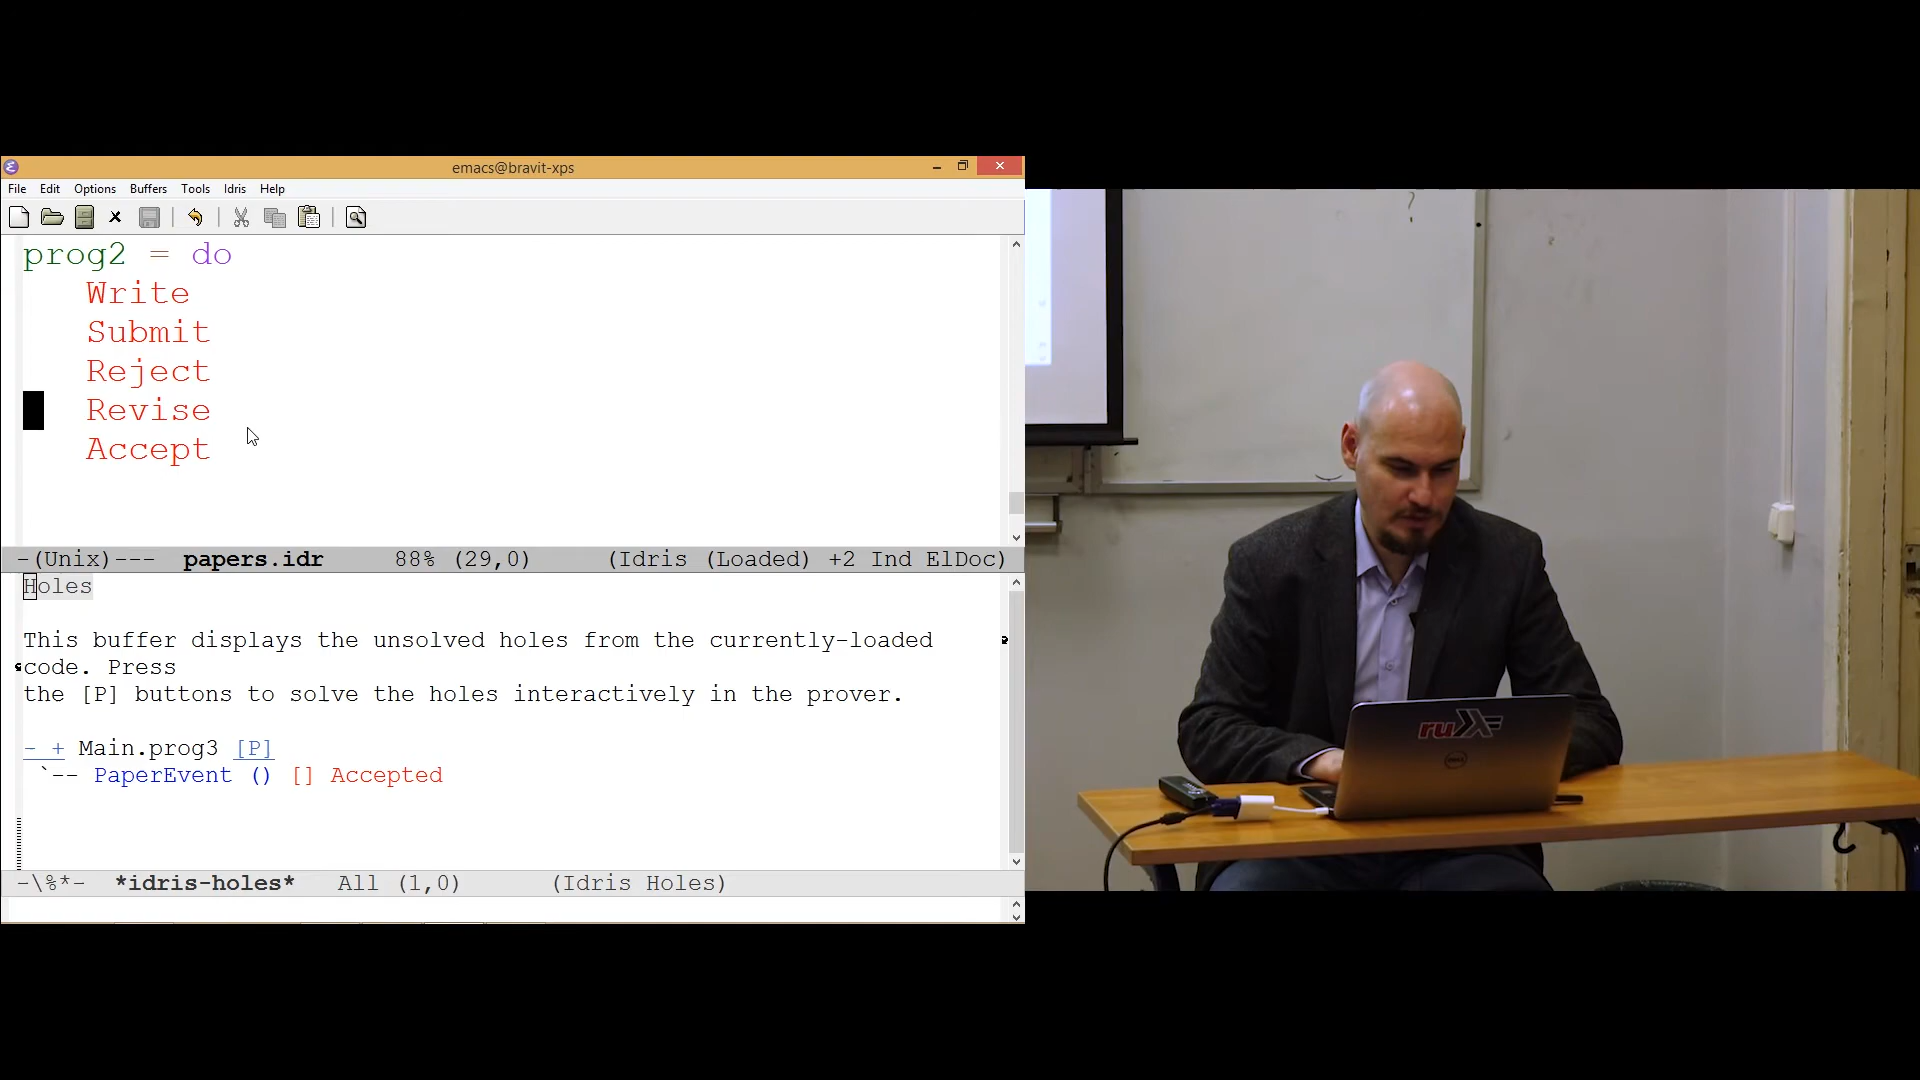 emacs@bravit-xps
File Edit Options Buffers Tools Idris Help
prog2 = do
Write
Submit
Reject
Revise
Accept
-(Unix)--- papers.idr 88% (29,0) (Idris (Loaded) +2 Ind ElDoc)
Holes
This buffer displays the unsolved holes from the currently-loaded
code. Press
the [P] buttons to solve the holes interactively in the prover.
- + Main.prog3 [P]
`-- PaperEvent () [] Accepted
-\%*- *idris-holes* All (1,0) (Idris Holes)
ru
DELL